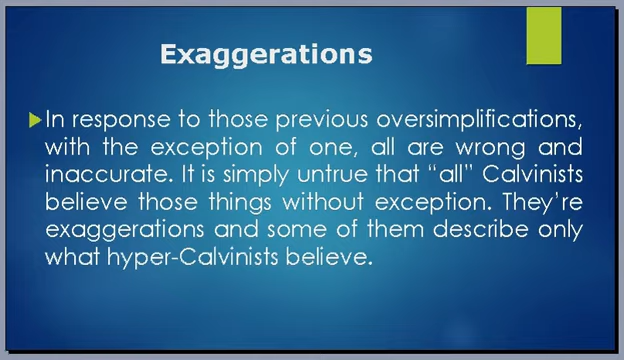 Exaggerations
In response to those previous oversimplifications,
with the exception of one, all are wrong and
inaccurate. It is simply untrue that “all” Calvinists
believe those things without exception. They’re
exaggerations and some of them describe only
what hyper-Calvinists believe.